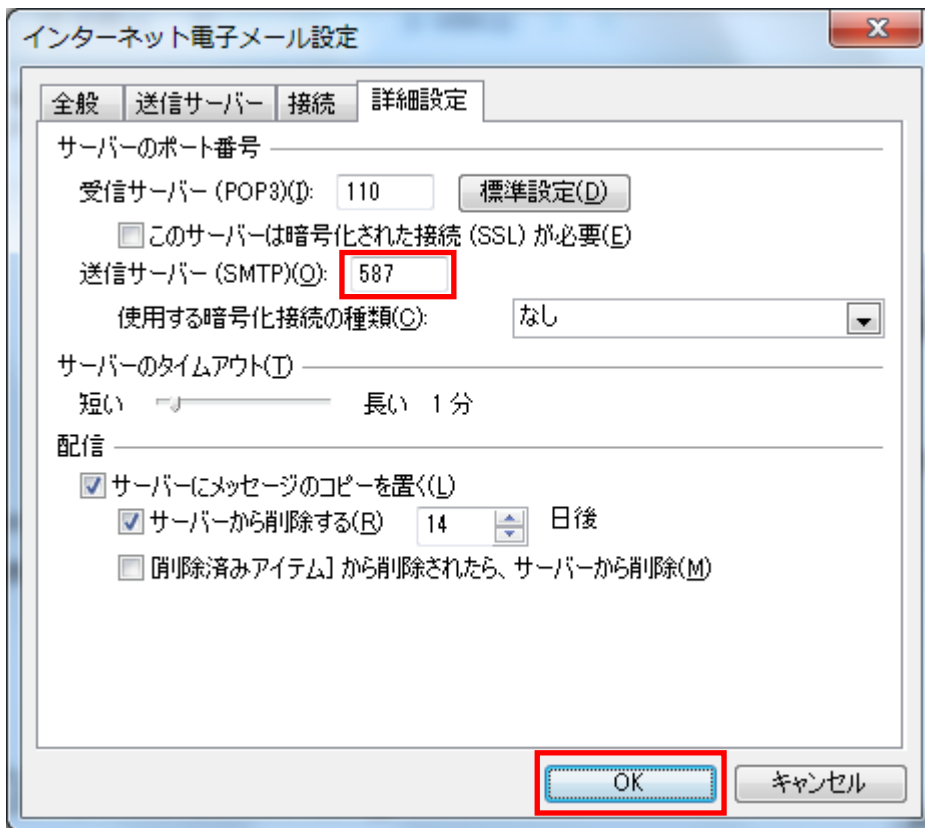 インターネット電子メール設定
全般 送信サーバー 接続 詳細設定
サーバーのポート番号
受信サーバー (POP3)(I): 110 標準設定(D)
このサーバーは暗号化された接続 (SSL) が必要(E)
送信サーバー (SMTP)(O): 587
使用する暗号化接続の種類(C): なし
サーバーのタイムアウト(T)
短い 長い 1 分
配信
サーバーにメッセージのコピーを置く(L)
サーバーから削除する(R) 14 日後
[削除済みアイテム] から削除されたら、サーバーから削除(M)
OK キャンセル